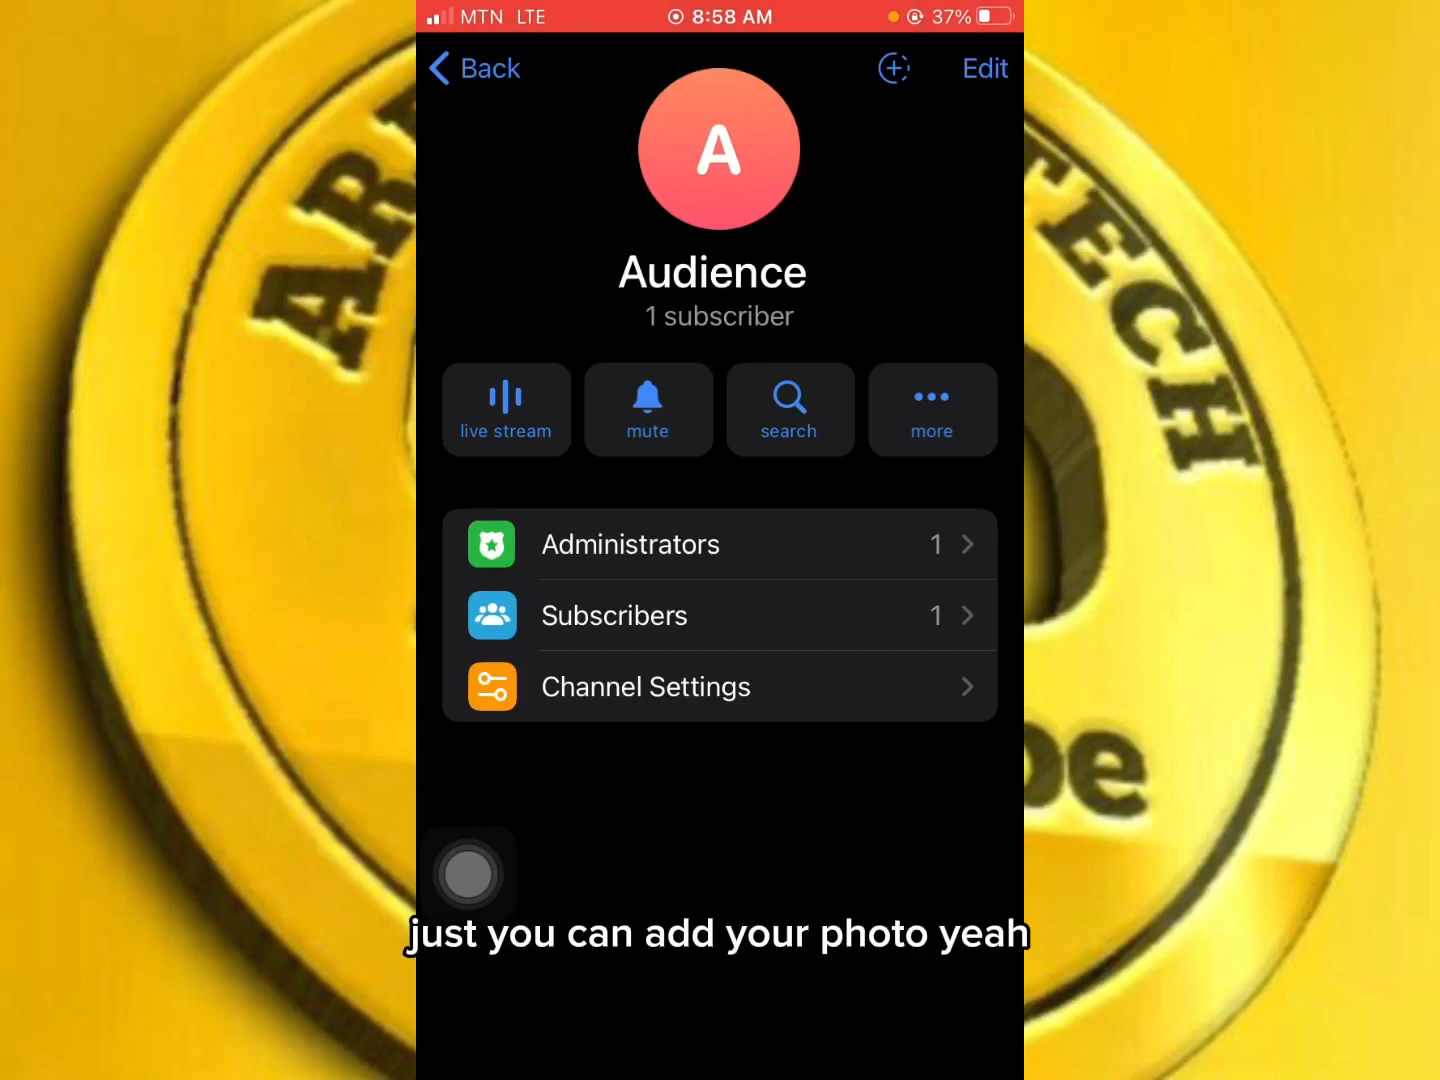 MTN LTE 8:58 AM 37%
Back Edit
A
Audience
1 subscriber
live stream mute search more
Administrators 1
Subscribers 1
Channel Settings
TECH
just you can add your photo yeah